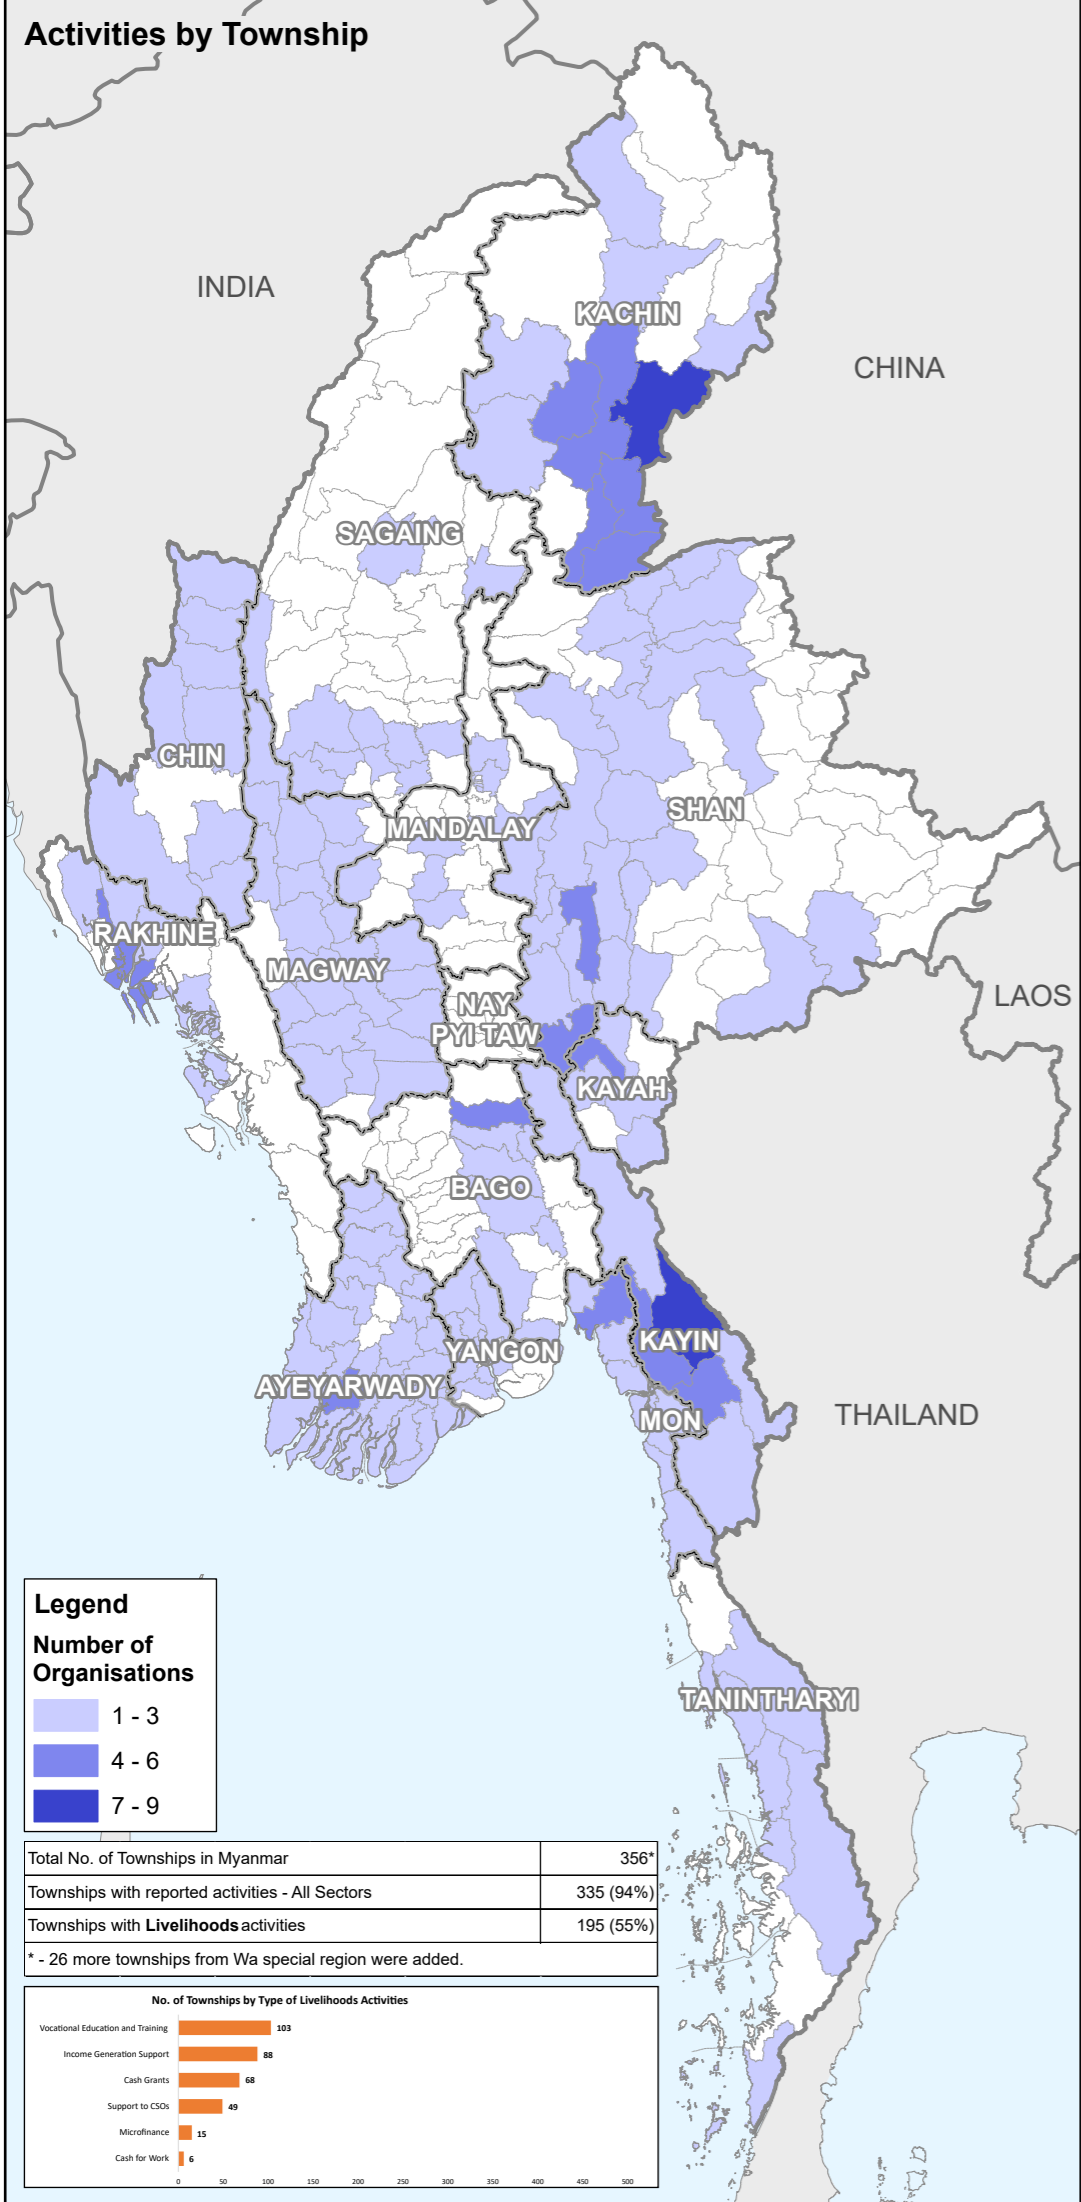 Activities by Township
INDIA
KACHIN
CHINA
SAGAING
CHIN
SHAN
MANDALAY
RAKHINE
MAGWAY
NAY
PYI TAW
LAOS
KAYAH
BAGO
YANGON
KAYIN
AYEYARWADY
MON
THAILAND
TANINTHARYI
Legend
Number of
Organisations
1 - 3
4 - 6
7 - 9
Total No. of Townships in Myanmar 356*
Townships with reported activities - All Sectors 335 (94%)
Townships with Livelihoods activities 195 (55%)
* - 26 more townships from Wa special region were added.
No. of Townships by Type of Livelihoods Activities
Vocational Education and Training 103
Income Generation Support 88
Cash Grants 68
Support to CSOs 49
Microfinance 15
Cash for Work 6
0 50 100 150 200 250 300 350 400 450 500